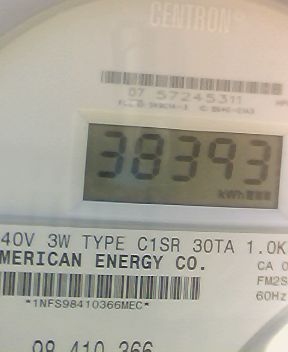 CENTRON®
07 57245311
38393
kWh
40V 3W TYPE C1SR 30TA 1.0K
MERICAN ENERGY CO.
CA 0
FM2S
60Hz
*1NFS98410366MEC*
98 410 366